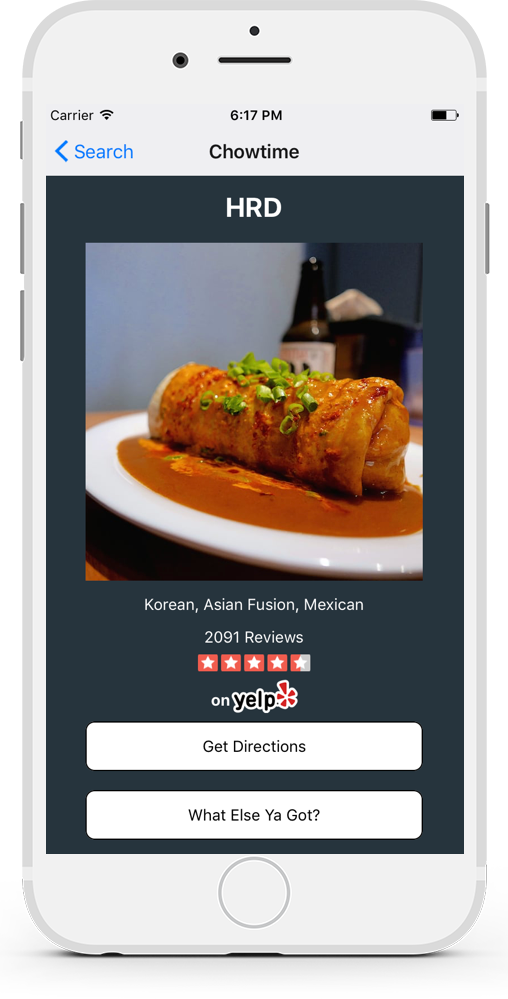 Carrier 6:17 PM
Search Chowtime
HRD
Korean, Asian Fusion, Mexican
2091 Reviews
on yelp
Get Directions
What Else Ya Got?